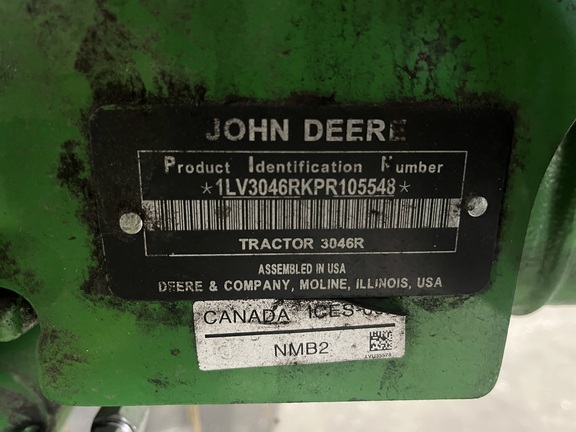 JOHN DEERE
Product Identification Number
*1LV3046RKPR105548*
TRACTOR 3046R
ASSEMBLED IN USA
DEERE & COMPANY, MOLINE, ILLINOIS, USA
CANADA ICES-
NMB2